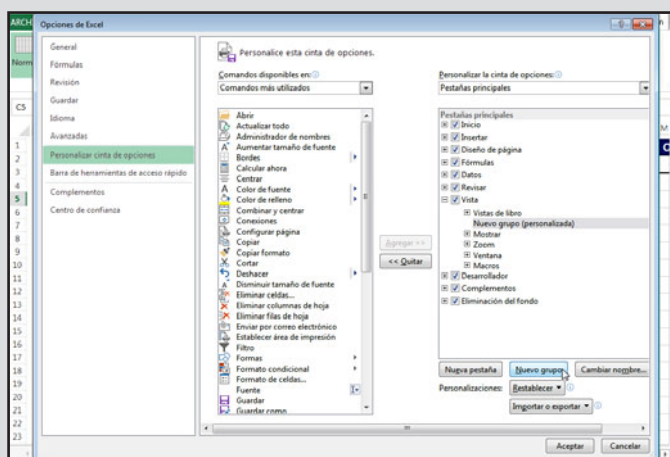 ARCH
Opciones de Excel
Norm
C5
1
2
3
4
5
6
7
8
9
10
11
12
13
14
15
16
17
18
19
20
21
22
23
General
Fórmulas
Revisión
Guardar
Idioma
Avanzadas
Personalizar cinta de opciones
Barra de herramientas de acceso rápido
Complementos
Centro de confianza
Personalice esta cinta de opciones.
Comandos disponibles en:
Comandos más utilizados
Abrir
Actualizar todo
Administrador de nombres
Aumentar tamaño de fuente
Bordes
Calcular ahora
Centrar
Color de fuente
Color de relleno
Combinar y centrar
Conexiones
Configurar página
Copiar
Copiar formato
Cortar
Deshacer
Disminuir tamaño de fuente
Eliminar celdas...
Eliminar columnas de hoja
Eliminar filas de hoja
Enviar por correo electrónico
Establecer área de impresión
Filtro
Formas
Formato condicional
Formato de celdas...
Fuente
Guardar
Guardar como
Agregar >>
<< Quitar
Personalizar la cinta de opciones:
Pestañas principales
Pestañas principales
Inicio
Insertar
Diseño de página
Fórmulas
Datos
Revisar
Vista
Vistas de libro
Nuevo grupo (personalizada)
Mostrar
Zoom
Ventana
Macros
Desarrollador
Complementos
Eliminación del fondo
Nueva pestaña
Nuevo grupo
Cambiar nombre...
Personalizaciones:
Restablecer
Importar o exportar
Aceptar
Cancelar
M